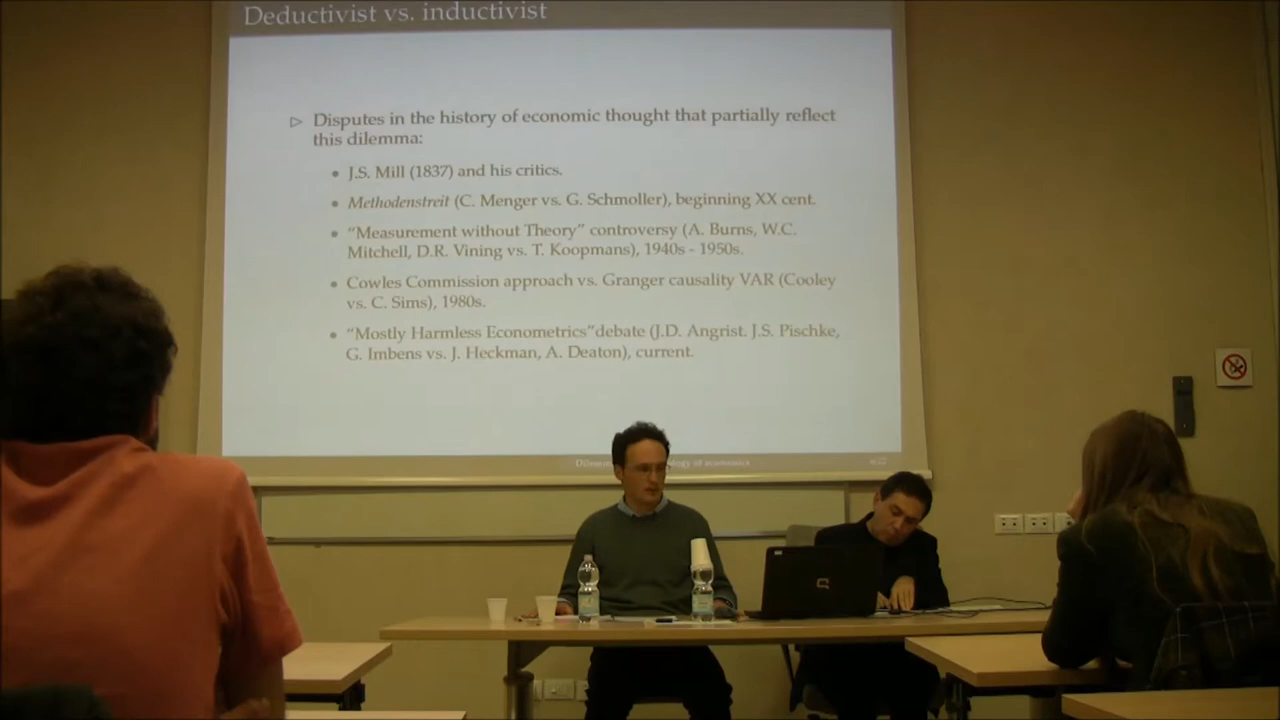 Deductivist vs. inductivist
▷ Disputes in the history of economic thought that partially reflect
this dilemma:
• J.S. Mill (1837) and his critics.
• Methodenstreit (C. Menger vs. G. Schmoller), beginning XX cent.
• “Measurement without Theory” controversy (A. Burns, W.C.
Mitchell, D.R. Vining vs. T. Koopmans), 1940s - 1950s.
• Cowles Commission approach vs. Granger causality VAR (Cooley
vs. C. Sims), 1980s.
• “Mostly Harmless Econometrics”debate (J.D. Angrist. J.S. Pischke,
G. Imbens vs. J. Heckman, A. Deaton), current.
of economics